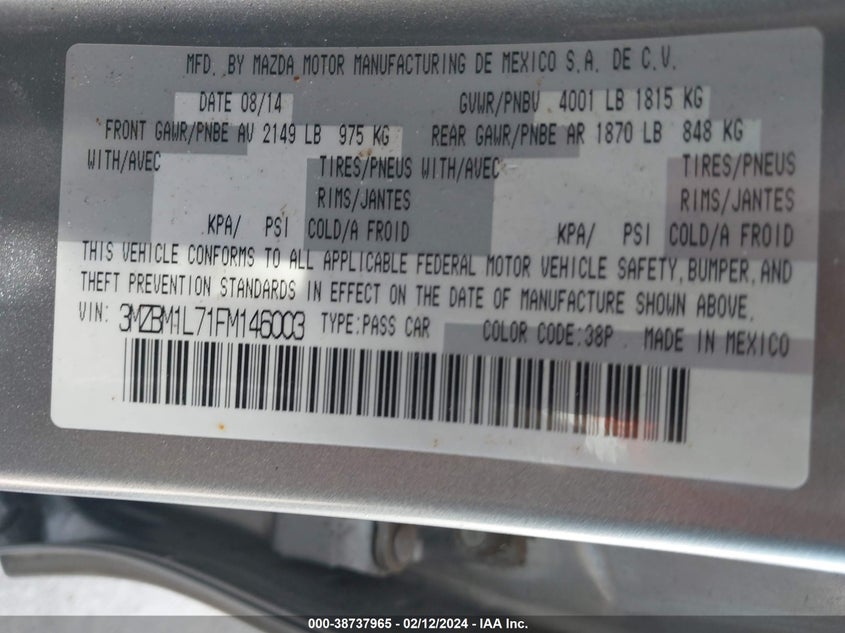 MFD. BY MAZDA MOTOR MANUFACTURING DE MEXICO S.A. DE C.V.
DATE 08/14 GVWR/PNBV 4001 LB 1815 KG
FRONT GAWR/PNBE AV 2149 LB 975 KG REAR GAWR/PNBE AR 1870 LB 848 KG
WITH/AVEC TIRES/PNEUS WITH/AVEC TIRES/PNEUS
RIMS/JANTES RIMS/JANTES
KPA/ PSI COLD/A FROID KPA/ PSI COLD/A FROID
THIS VEHICLE CONFORMS TO ALL APPLICABLE FEDERAL MOTOR VEHICLE SAFETY, BUMPER, AND
THEFT PREVENTION STANDARDS IN EFFECT ON THE DATE OF MANUFACTURE SHOWN ABOVE.
VIN: 3MZBM1L71FM146003 TYPE:PASS CAR COLOR CODE:38P MADE IN MEXICO
000-38737965 - 02/12/2024 - © IAA Inc.